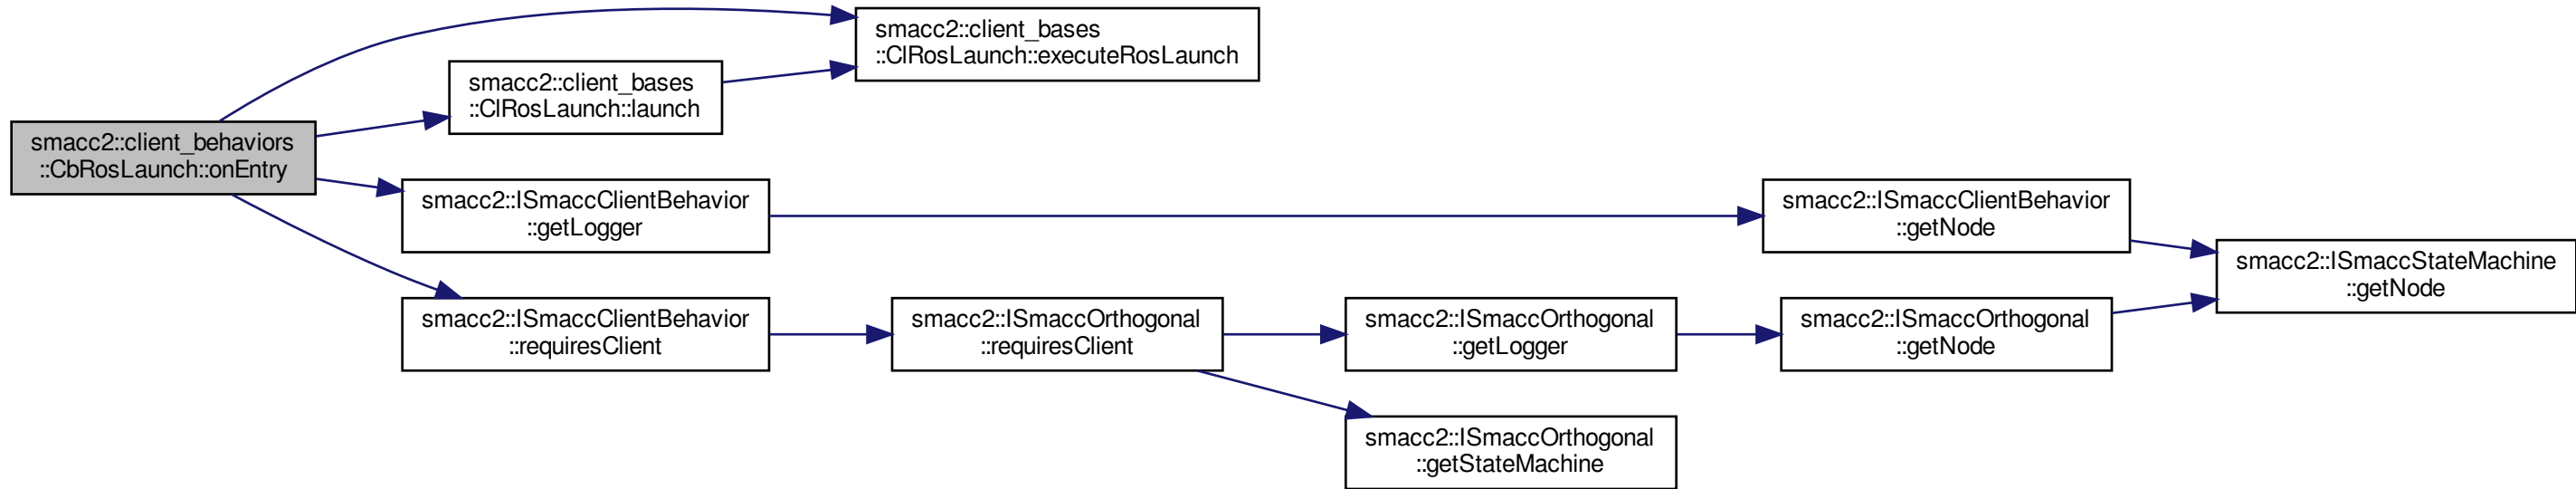 smacc2::client_behaviors
::CbRosLaunch::onEntry
smacc2::client_bases
::ClRosLaunch::executeRosLaunch
smacc2::client_bases
::ClRosLaunch::launch
smacc2::ISmaccClientBehavior
::getLogger
smacc2::ISmaccClientBehavior
::getNode
smacc2::ISmaccStateMachine
::getNode
smacc2::ISmaccClientBehavior
::requiresClient
smacc2::ISmaccOrthogonal
::requiresClient
smacc2::ISmaccOrthogonal
::getLogger
smacc2::ISmaccOrthogonal
::getNode
smacc2::ISmaccOrthogonal
::getStateMachine